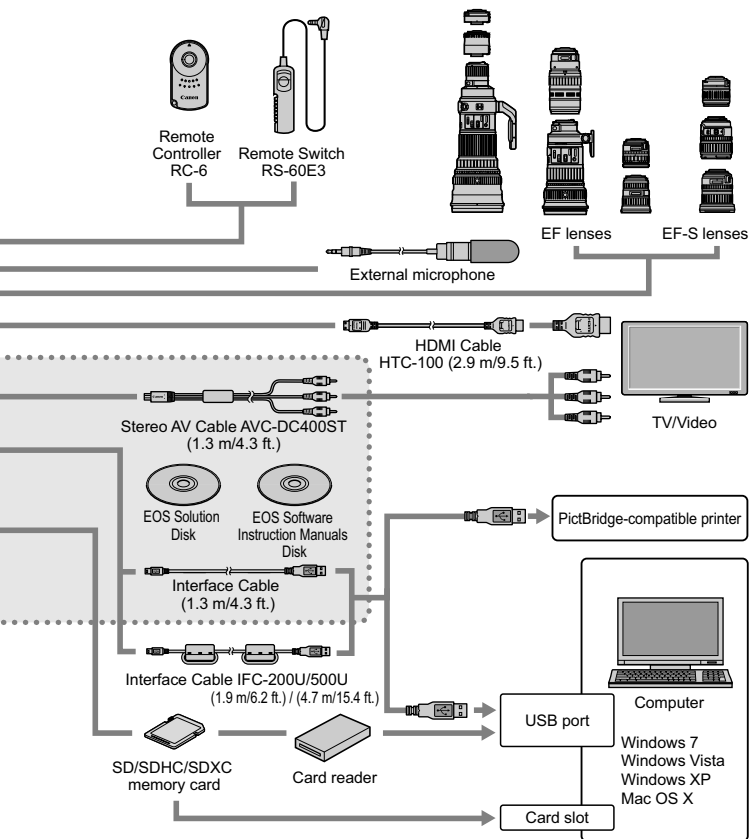 Canon
Remote
Controller
RC-6
Remote Switch
RS-60E3
EF lenses
EF-S lenses
External microphone
HDMI Cable
HTC-100 (2.9 m/9.5 ft.)
Stereo AV Cable AVC-DC400ST
(1.3 m/4.3 ft.)
TV/Video
EOS Solution
Disk
EOS Software
Instruction Manuals
Disk
PictBridge-compatible printer
Interface Cable
(1.3 m/4.3 ft.)
Interface Cable IFC-200U/500U
(1.9 m/6.2 ft.) / (4.7 m/15.4 ft.)
USB port
Computer
Windows 7
Windows Vista
Windows XP
Mac OS X
SD/SDHC/SDXC
memory card
Card reader
Card slot